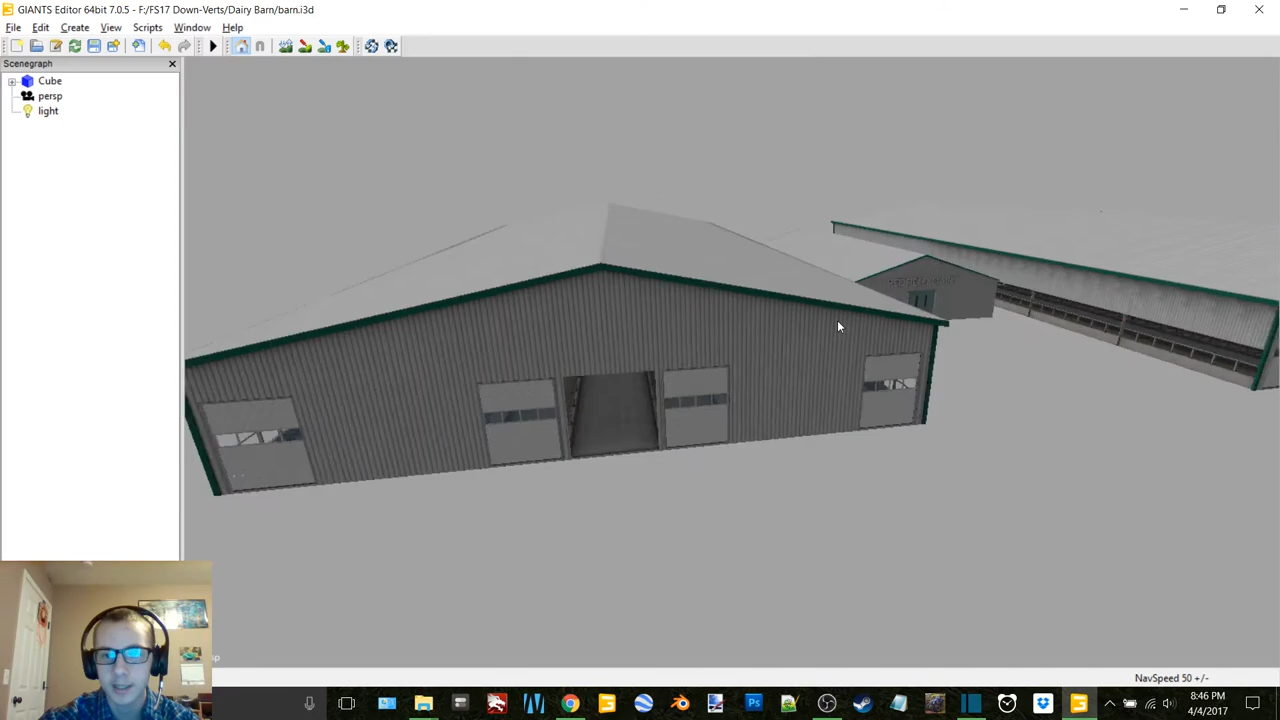 GIANTS Editor 64bit 7.0.5 - F:/FS17 Down-Verts/Dairy Barn/barn.i3d
File Edit Create View Scripts Window Help
Scenegraph
Cube
persp
light
NavSpeed 50 +/-
8:46 PM
4/4/2017